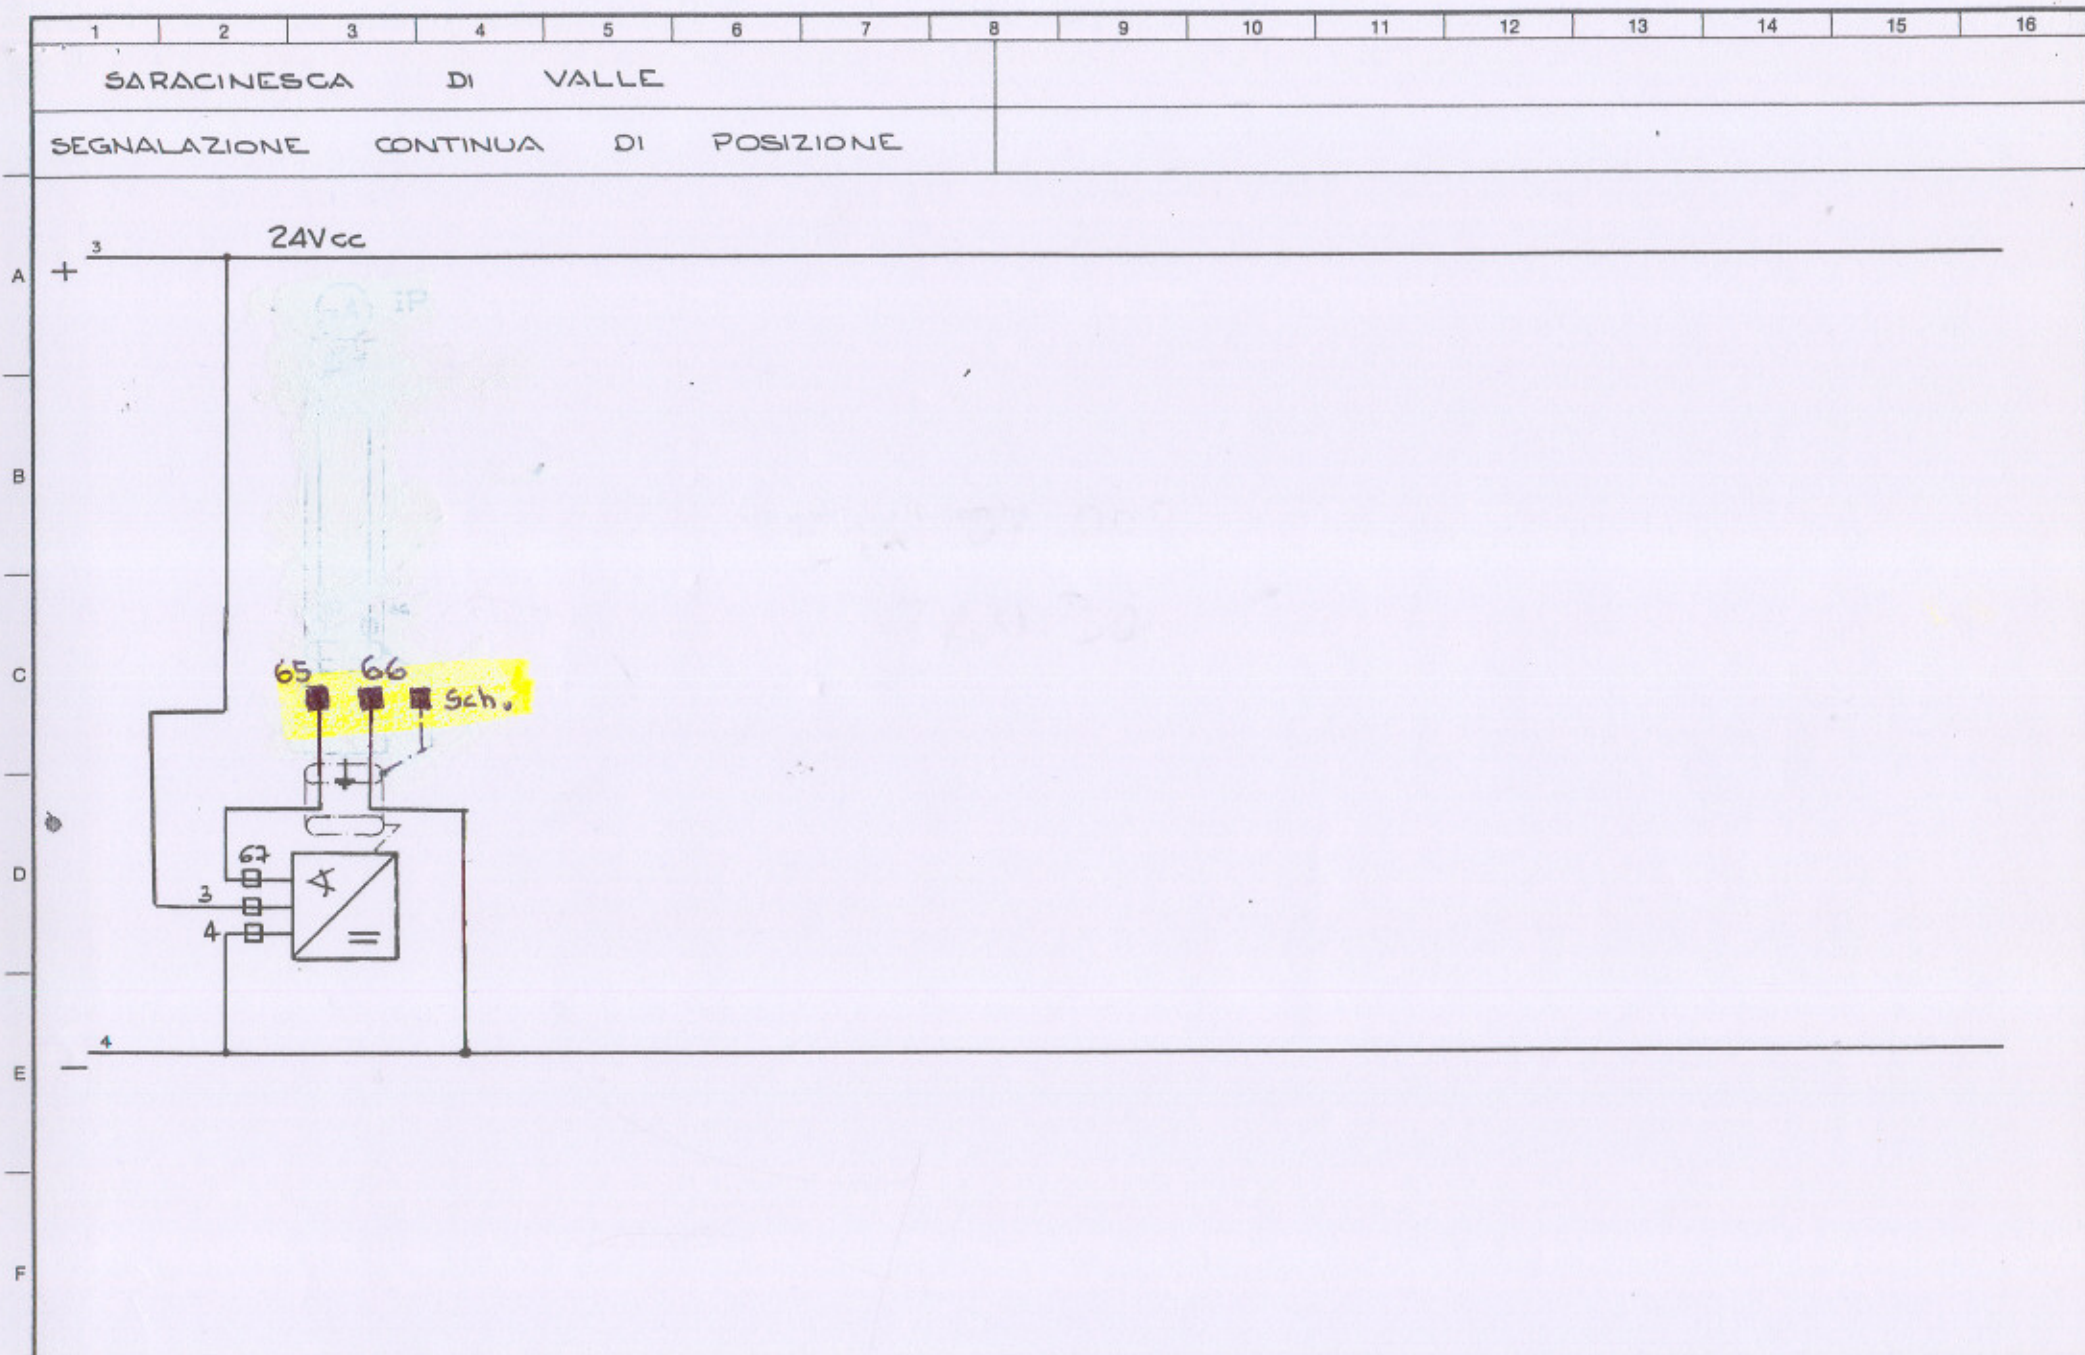 1 2 3 4 5 6 7 8 9 10 11 12 13 14 15 16
SARACINESCA DI VALLE
SEGNALAZIONE CONTINUA DI POSIZIONE
24Vcc
3
A +
iP
B
C
65 66
Sch.
67
D
3
4
4
E −
F